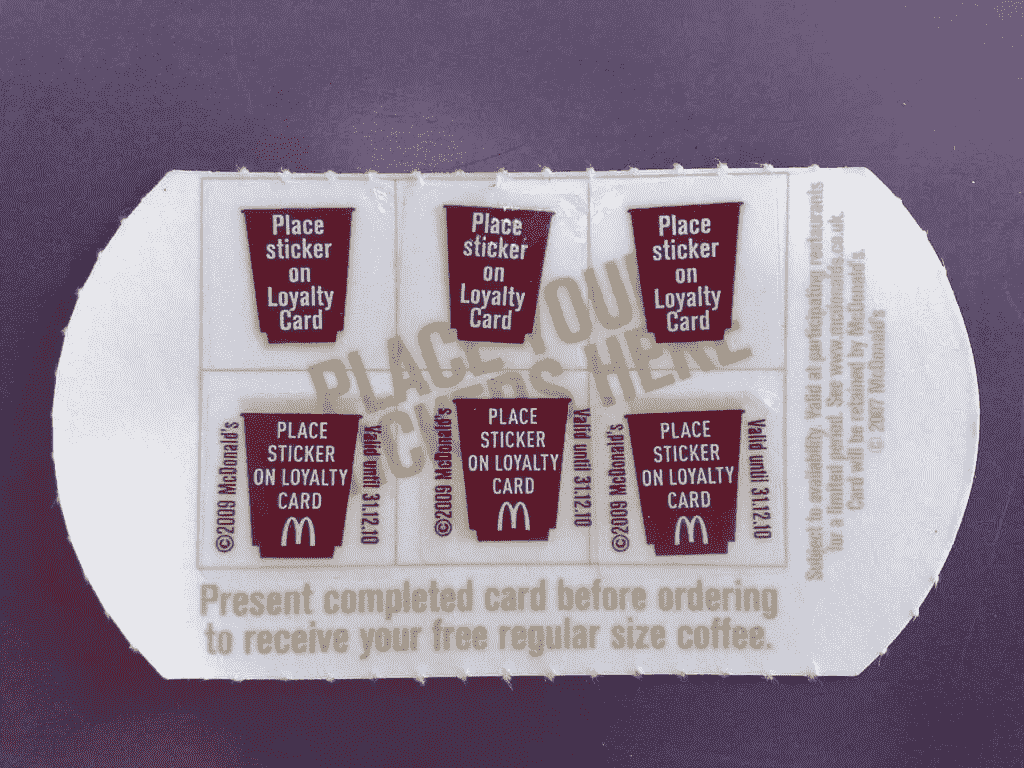 Place
sticker
on
Loyalty
Card
Place
sticker
on
Loyalty
Card
Place
sticker
on
Loyalty
Card
PLACE YOUR
STICKERS HERE
©2009 McDonald's
PLACE
STICKER
ON LOYALTY
CARD
Valid until 31.12.10
©2009 McDonald's
PLACE
STICKER
ON LOYALTY
CARD
Valid until 31.12.10
©2009 McDonald's
PLACE
STICKER
ON LOYALTY
CARD
Valid until 31.12.10
Present completed card before ordering
to receive your free regular size coffee.
Subject to availability. Valid at participating restaurants
for a limited period. See www.mcdonalds.co.uk.
Card will be retained by McDonald's.
© 2007 McDonald's